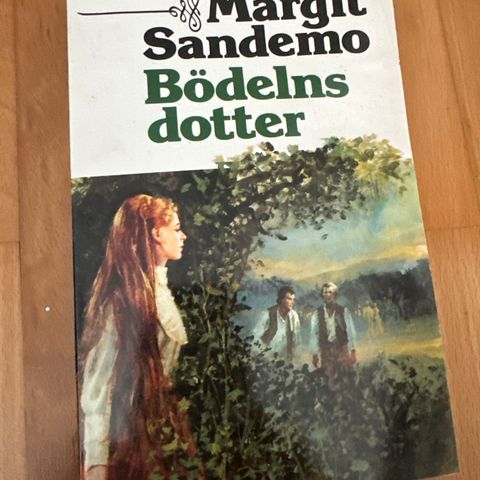 Margit
Sandemo
Bödelns
dotter